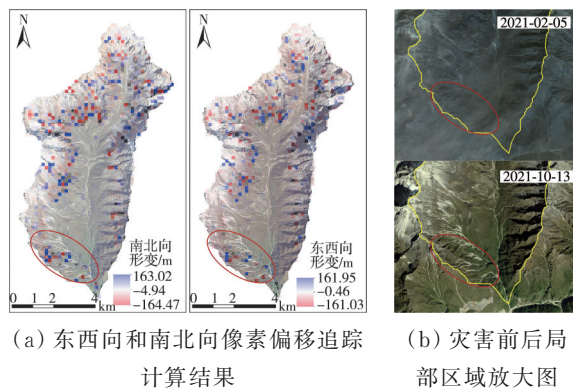 N
N
南北向
形变/m
163.02
-4.94
-164.47
0 1 2 4
km
东西向
形变/m
161.95
-0.46
-161.03
0 1 2 4
km
2021-02-05
2021-10-13
(a) 东西向和南北向像素偏移追踪
计算结果
(b) 灾害前后局
部区域放大图